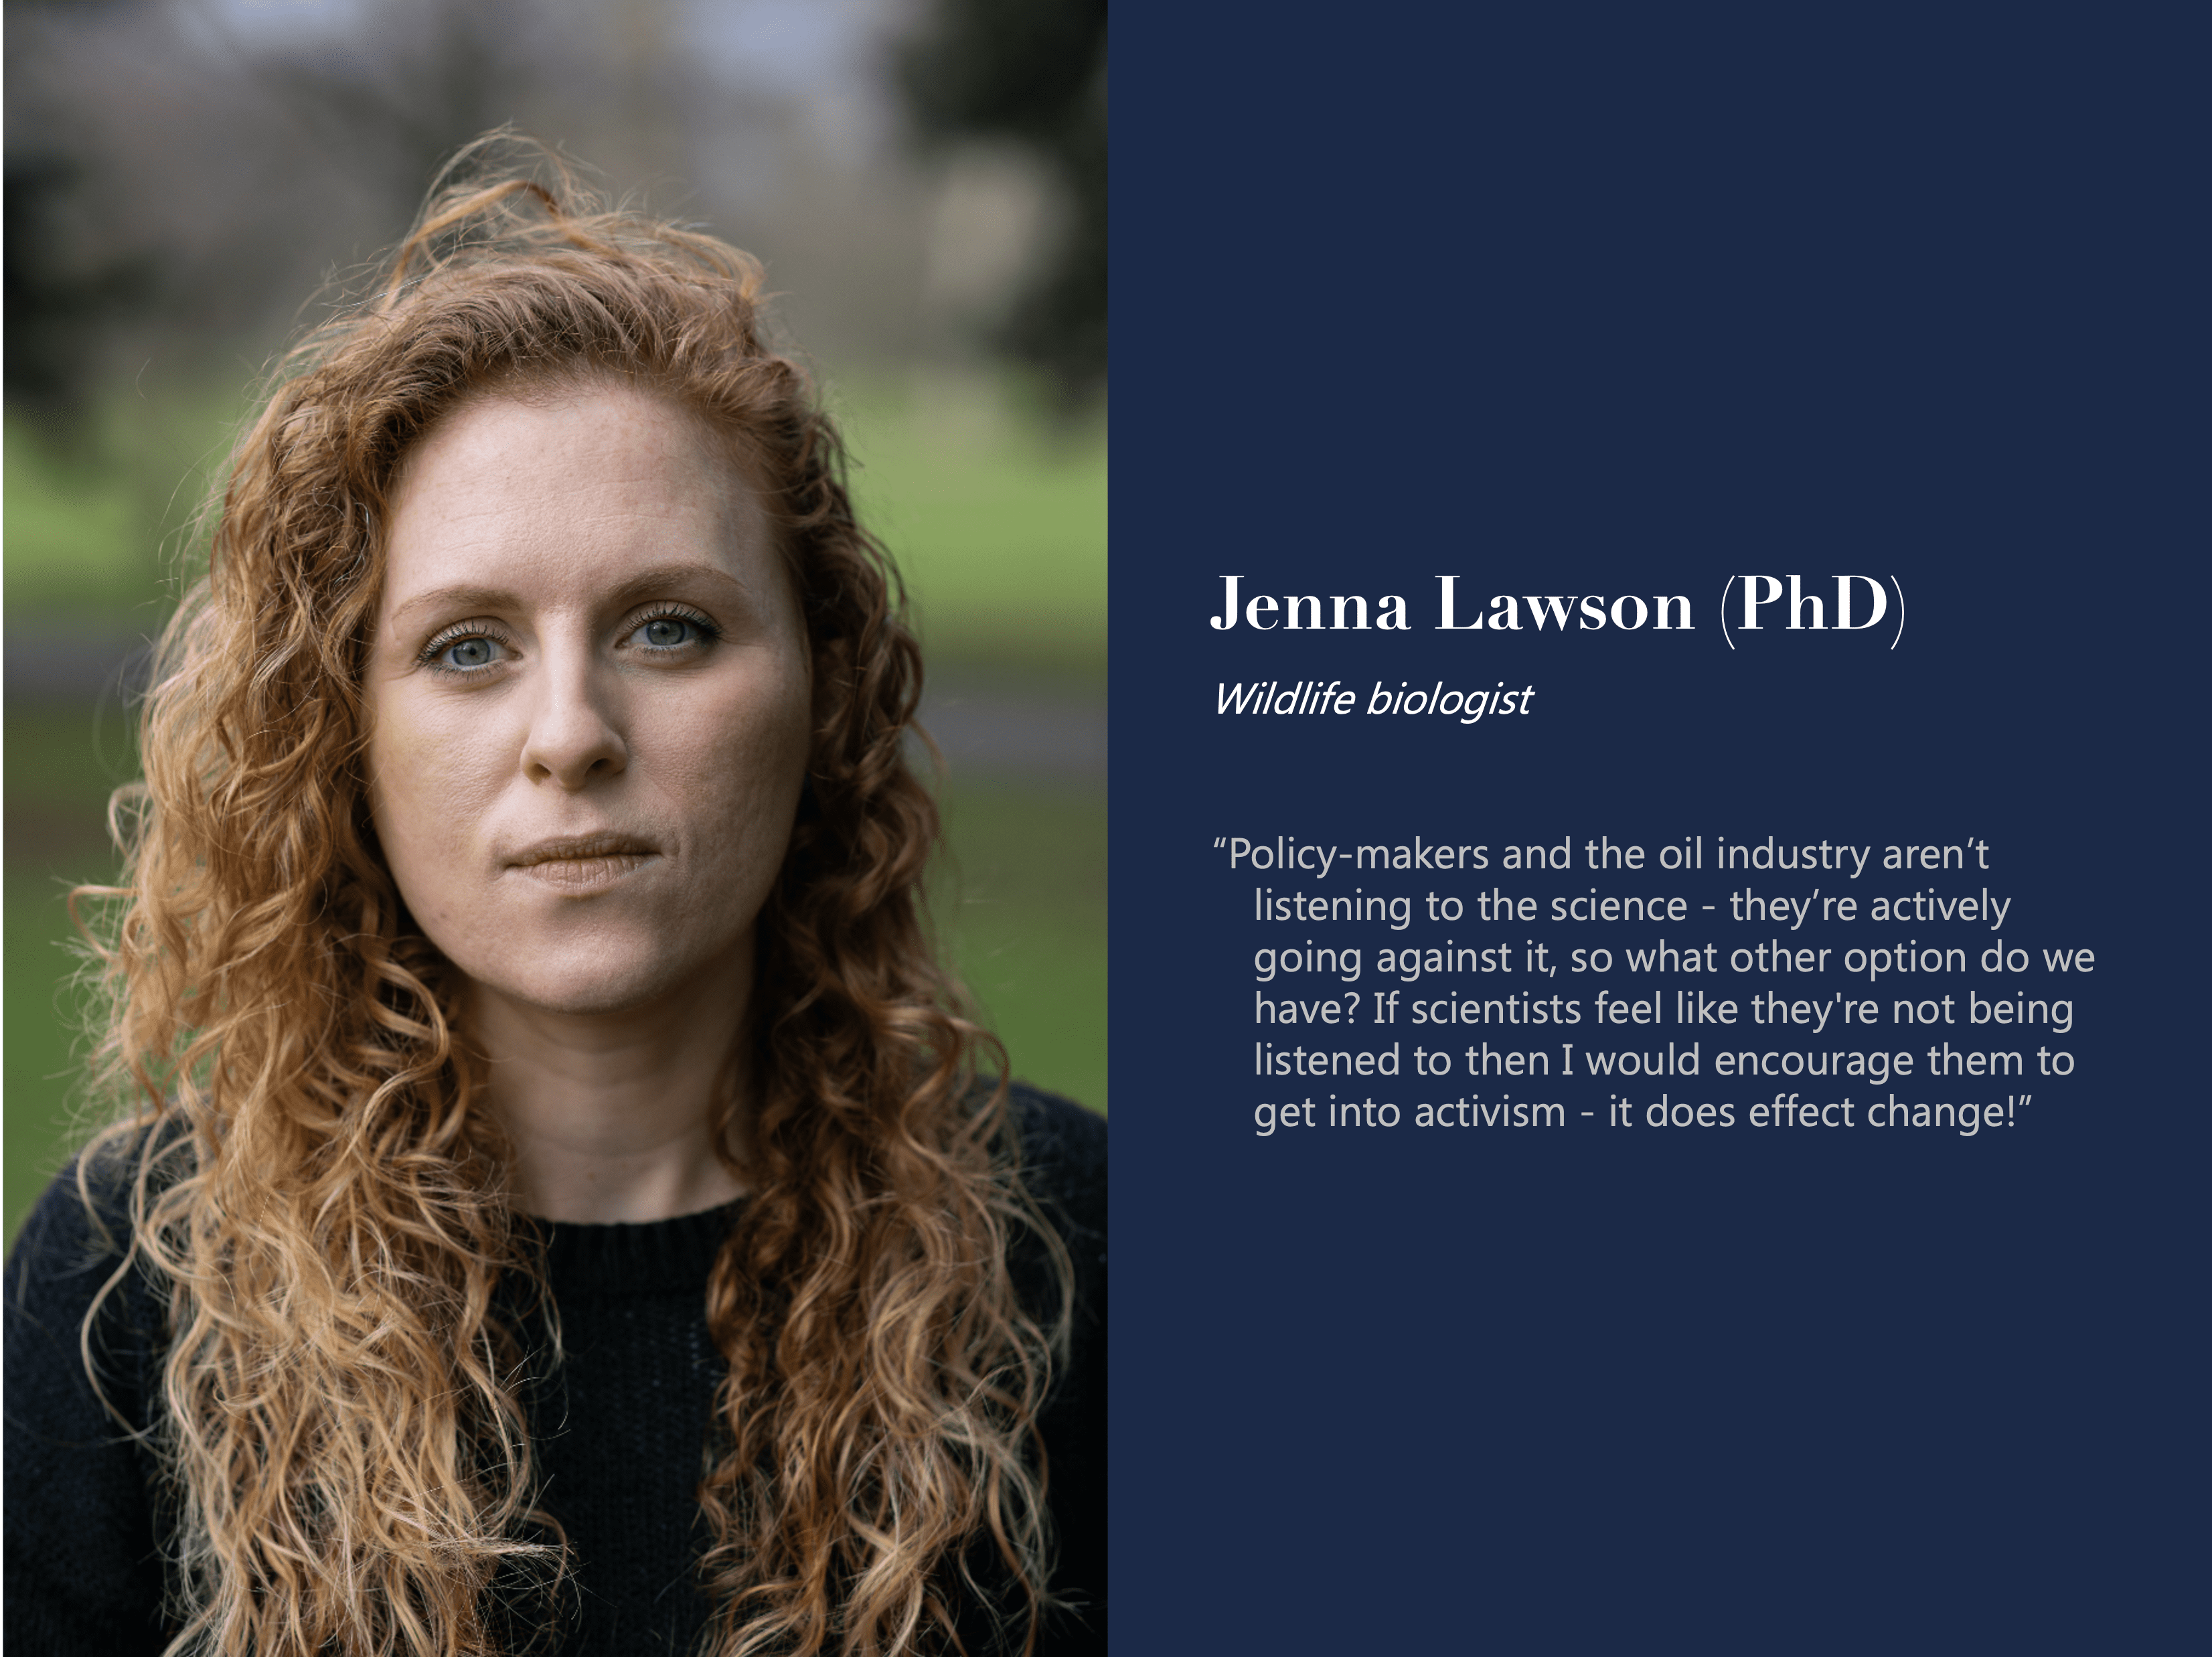 Jenna Lawson (PhD)
Wildlife biologist
“Policy-makers and the oil industry aren’t
listening to the science - they’re actively
going against it, so what other option do we
have? If scientists feel like they're not being
listened to then I would encourage them to
get into activism - it does effect change!”